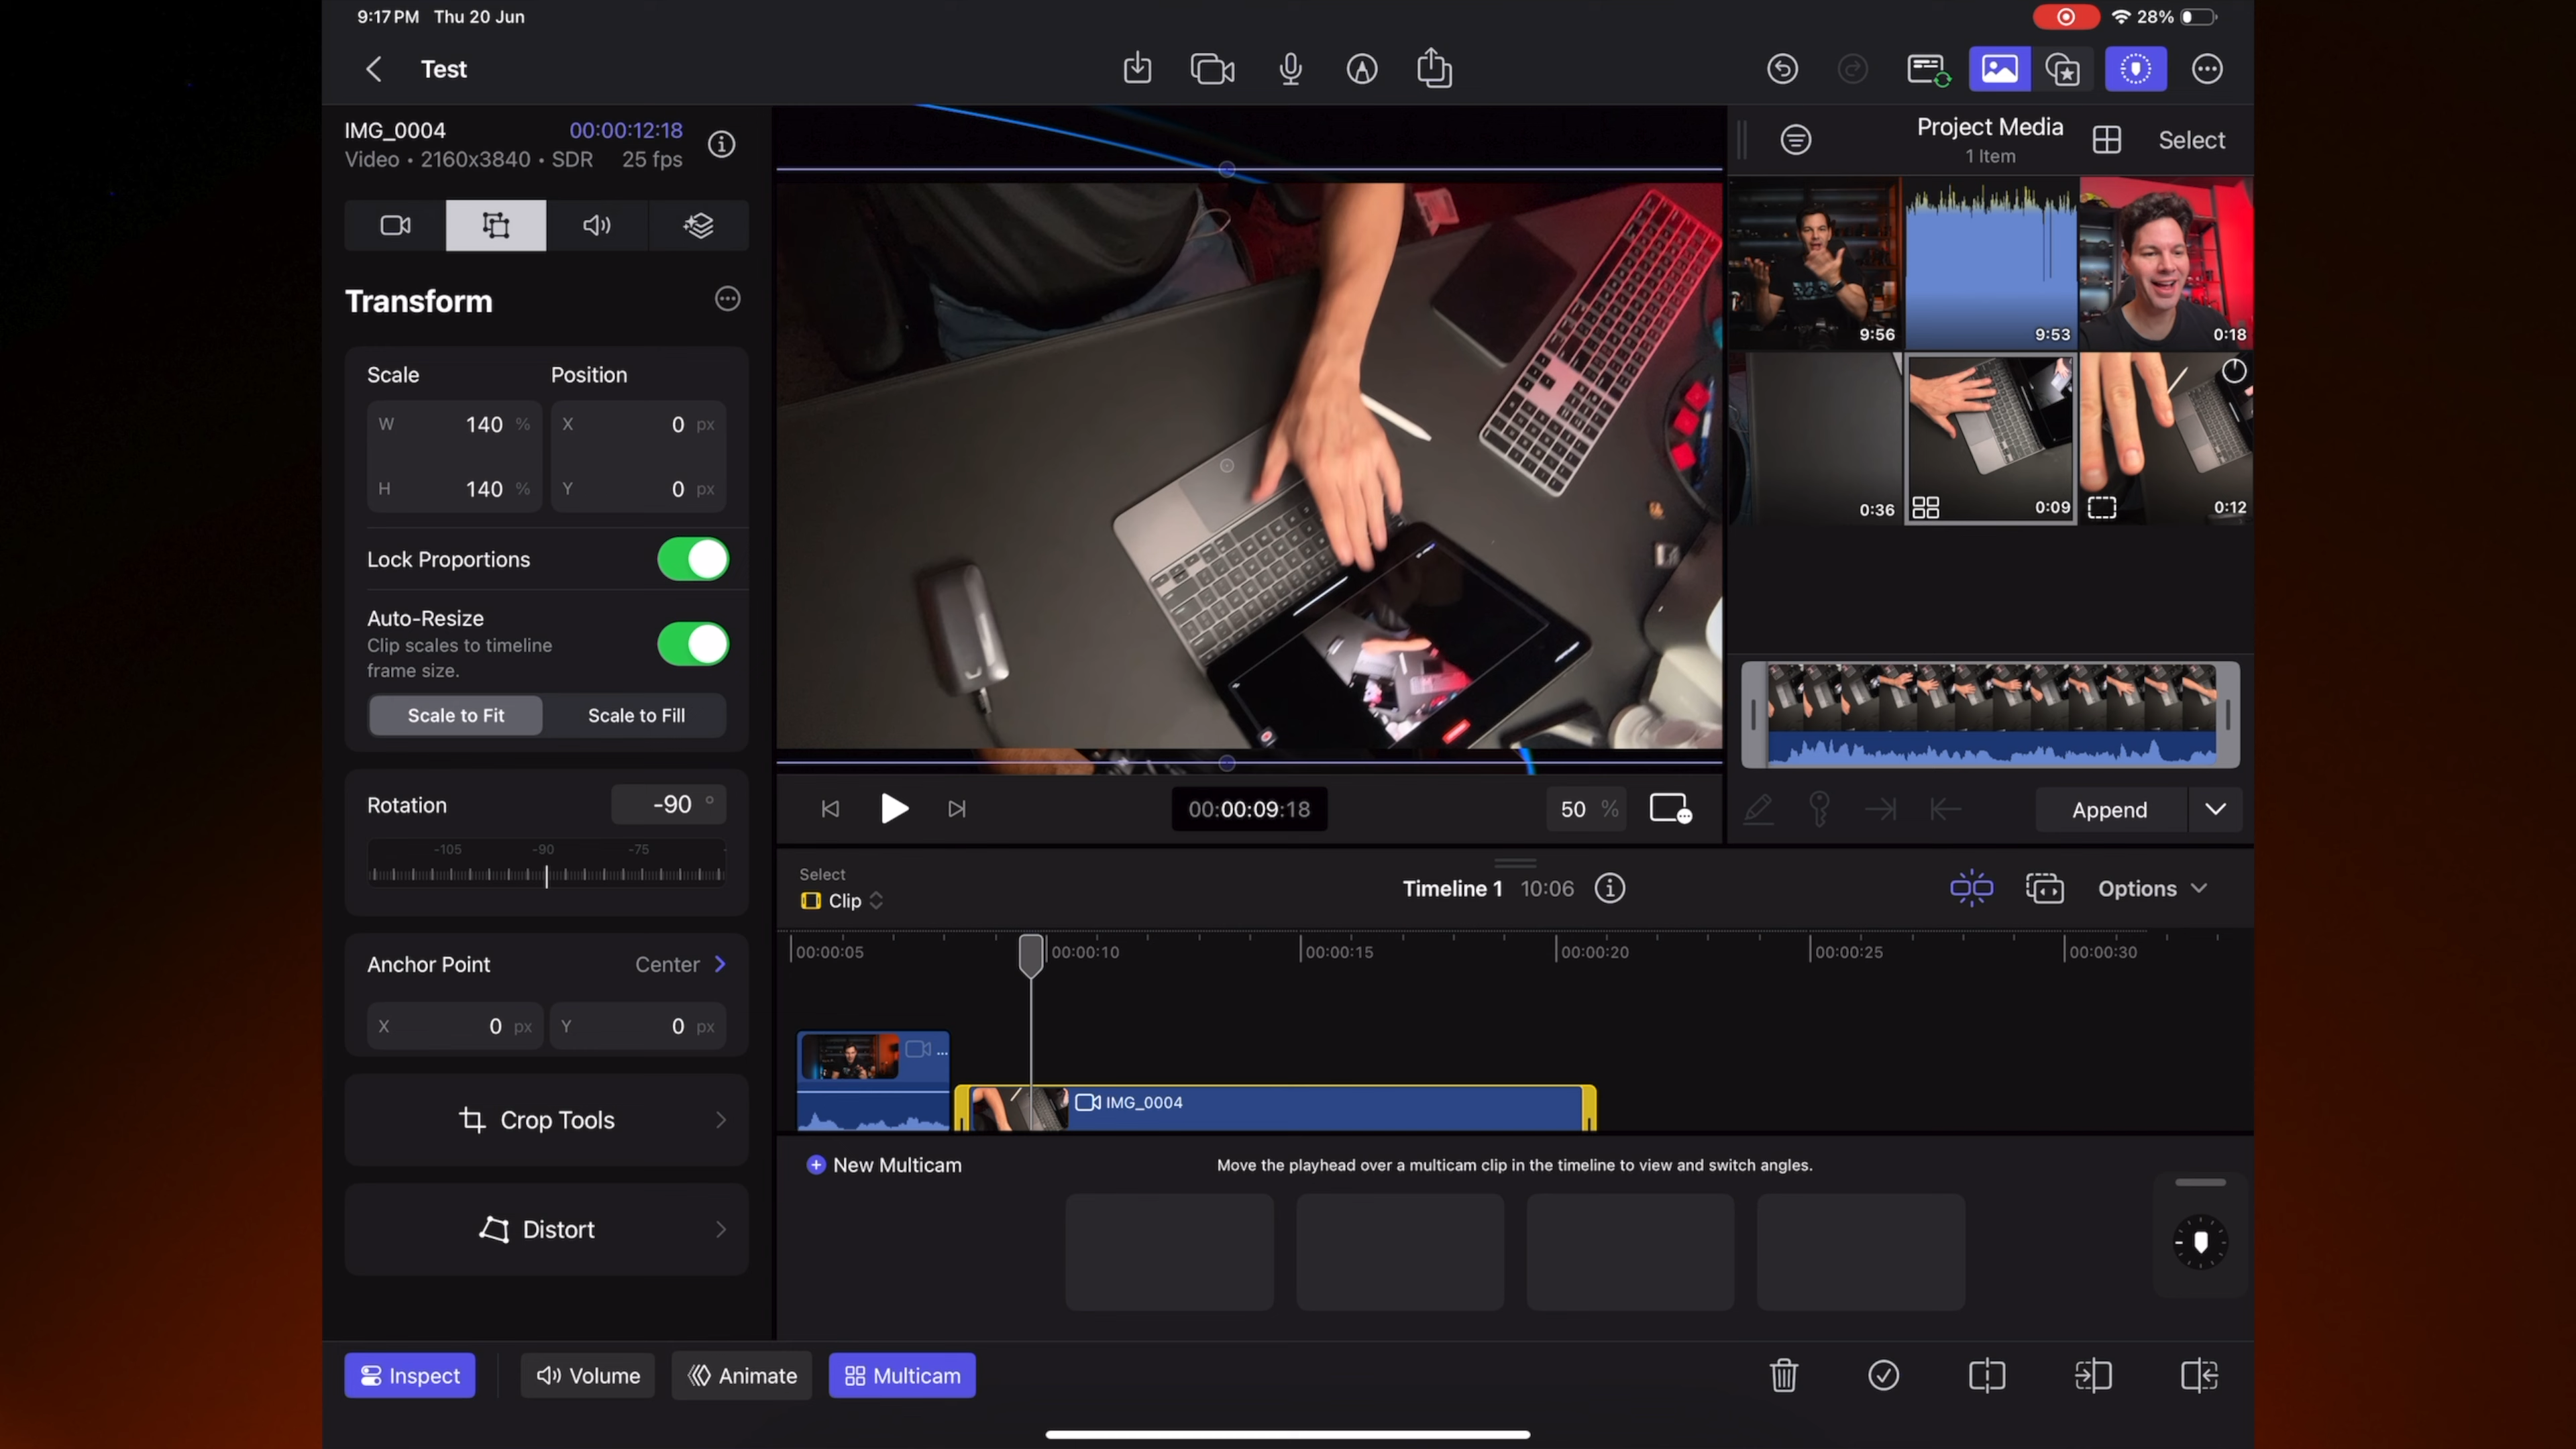 9:17 PM Thu 20 Jun
28%
Test
IMG_0004 00:00:12:18
Video • 2160x3840 • SDR 25 fps
Transform
Scale Position
W 140 % X 0 px
H 140 % Y 0 px
Lock Proportions
Auto-Resize
Clip scales to timeline
frame size.
Scale to Fit Scale to Fill
Rotation -90 °
-105 -90 -75
Anchor Point Center
X 0 px Y 0 px
Crop Tools
Distort
Project Media
1 Item
Select
9:56 9:53 0:18
0:36 0:09 0:12
Append
00:00:09:18
50 %
Select
Clip
Timeline 1 10:06
Options
00:00:05 00:00:10 00:00:15 00:00:20 00:00:25 00:00:30
...
IMG_0004
New Multicam
Move the playhead over a multicam clip in the timeline to view and switch angles.
Inspect Volume Animate Multicam